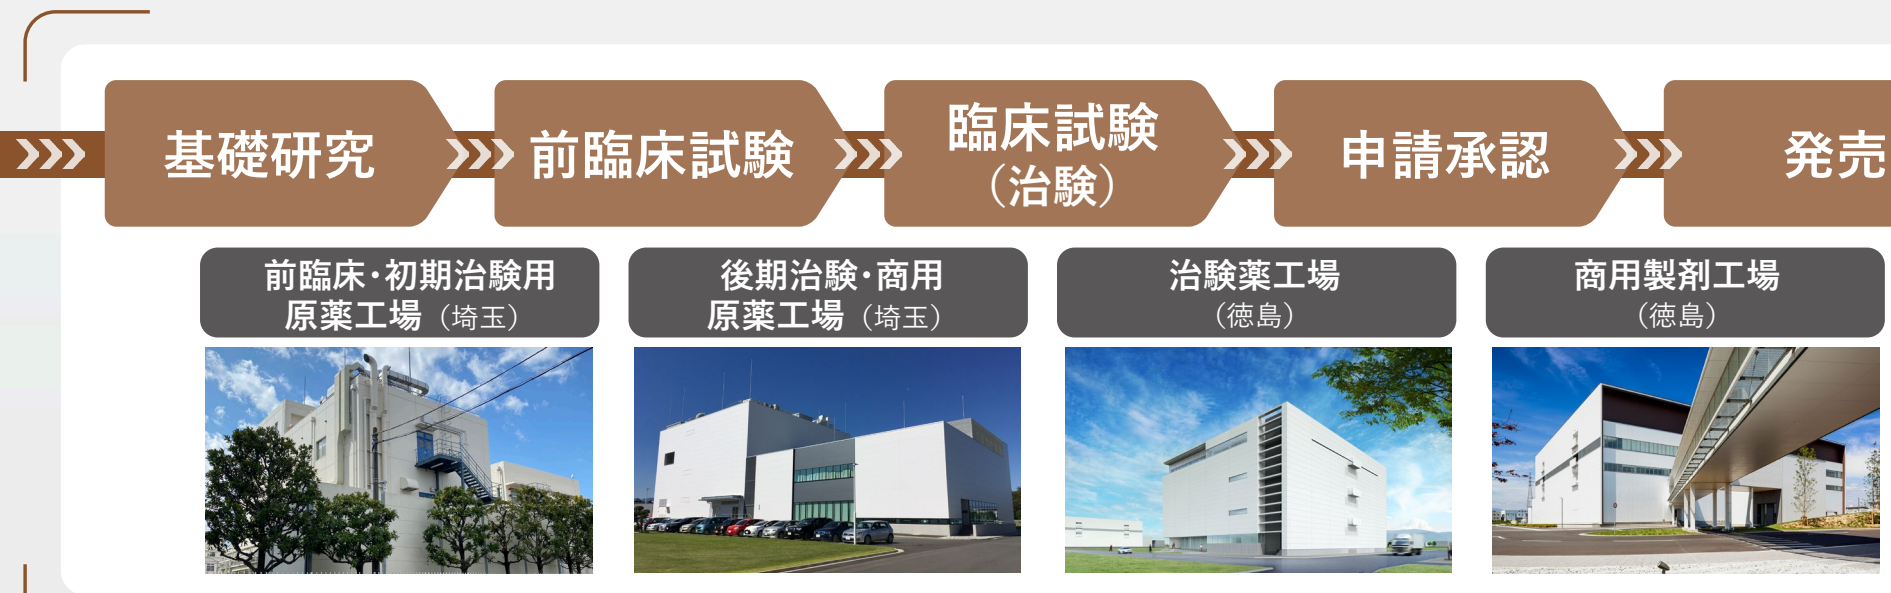 基礎研究
前臨床試験
臨床試験
（治験）
申請承認
発売
前臨床・初期治験用
原薬工場（埼玉）
後期治験・商用
原薬工場（埼玉）
治験薬工場
（徳島）
商用製剤工場
（徳島）